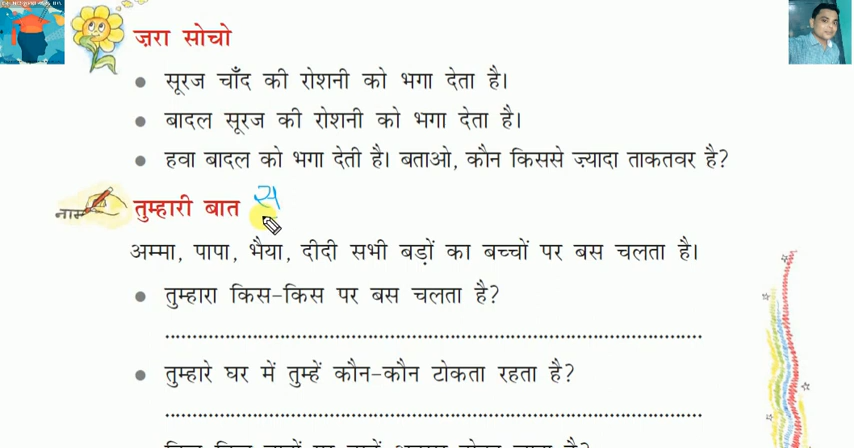 ज़रा सोचो
• सूरज चाँद की रोशनी को भगा देता है।
• बादल सूरज की रोशनी को भगा देता है।
• हवा बादल को भगा देती है। बताओ, कौन किससे ज़्यादा ताकतवर है?
नाम
तुम्हारी बात स
अम्मा, पापा, भैया, दीदी सभी बड़ों का बच्चों पर बस चलता है।
• तुम्हारा किस-किस पर बस चलता है?
• तुम्हारे घर में तुम्हें कौन-कौन टोकता रहता है?